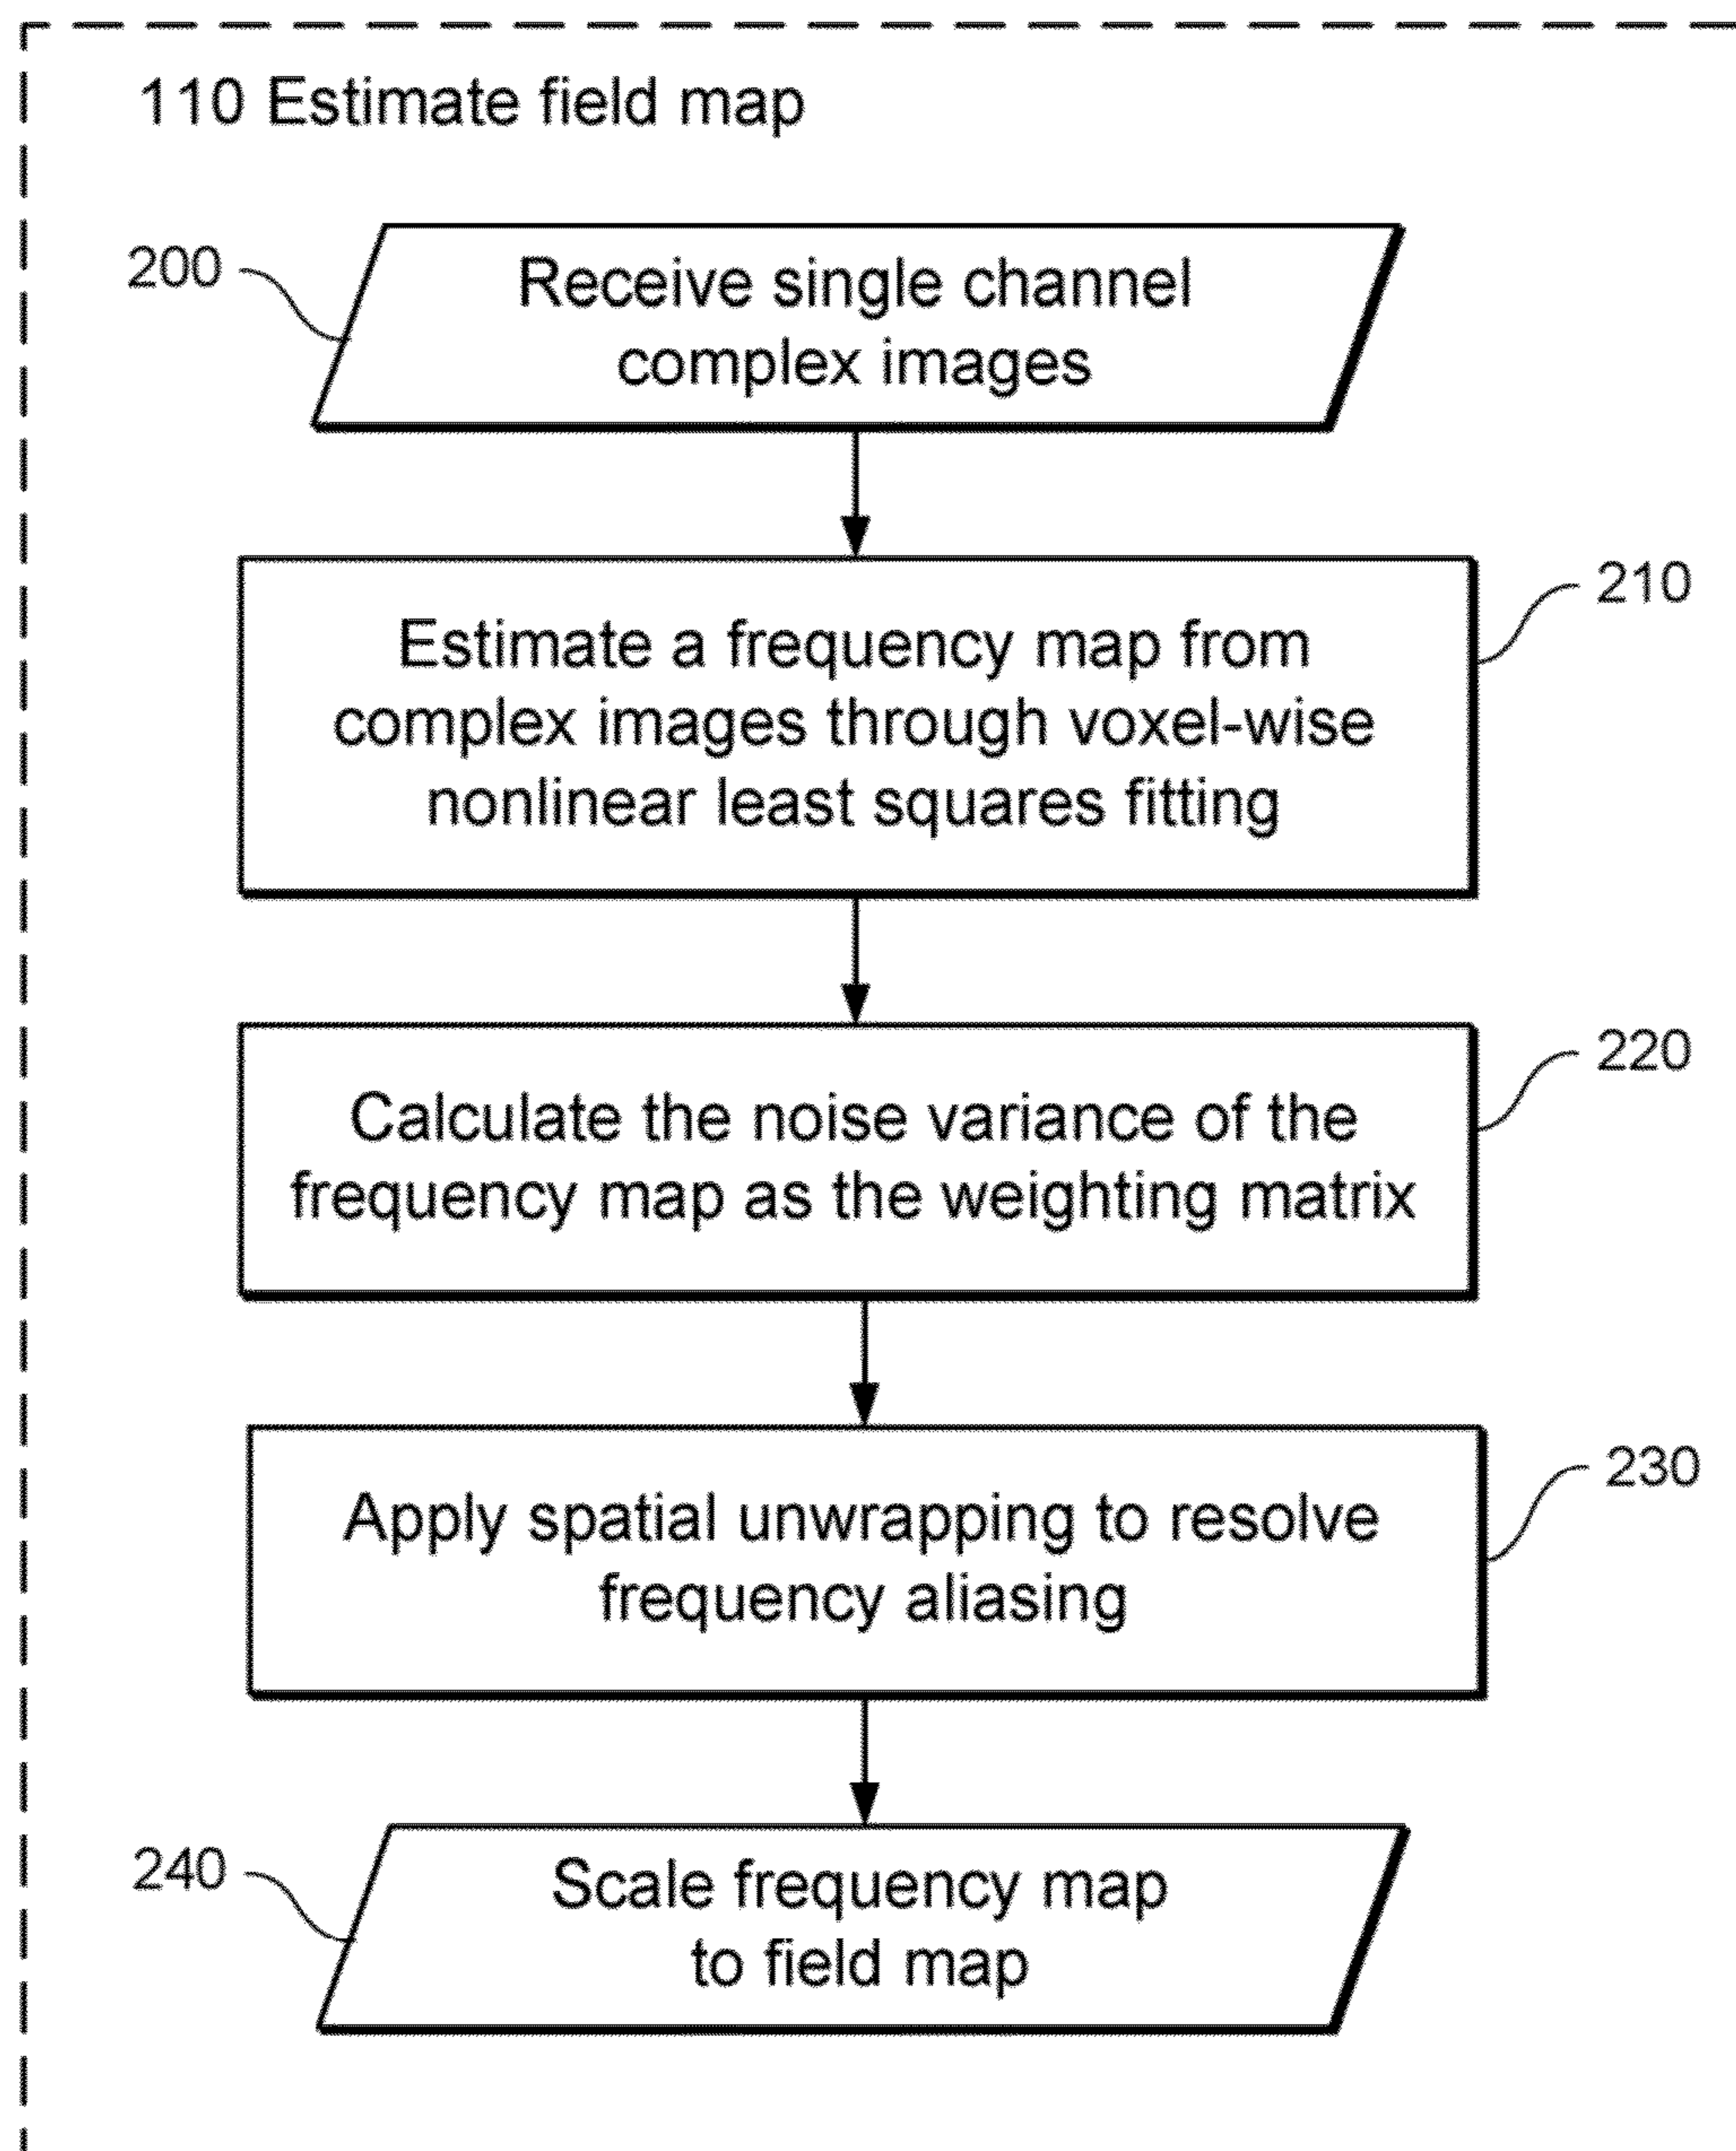 110 Estimate field map
200
Receive single channel
complex images
210
Estimate a frequency map from
complex images through voxel-wise
nonlinear least squares fitting
220
Calculate the noise variance of the
frequency map as the weighting matrix
230
Apply spatial unwrapping to resolve
frequency aliasing
240
Scale frequency map
to field map